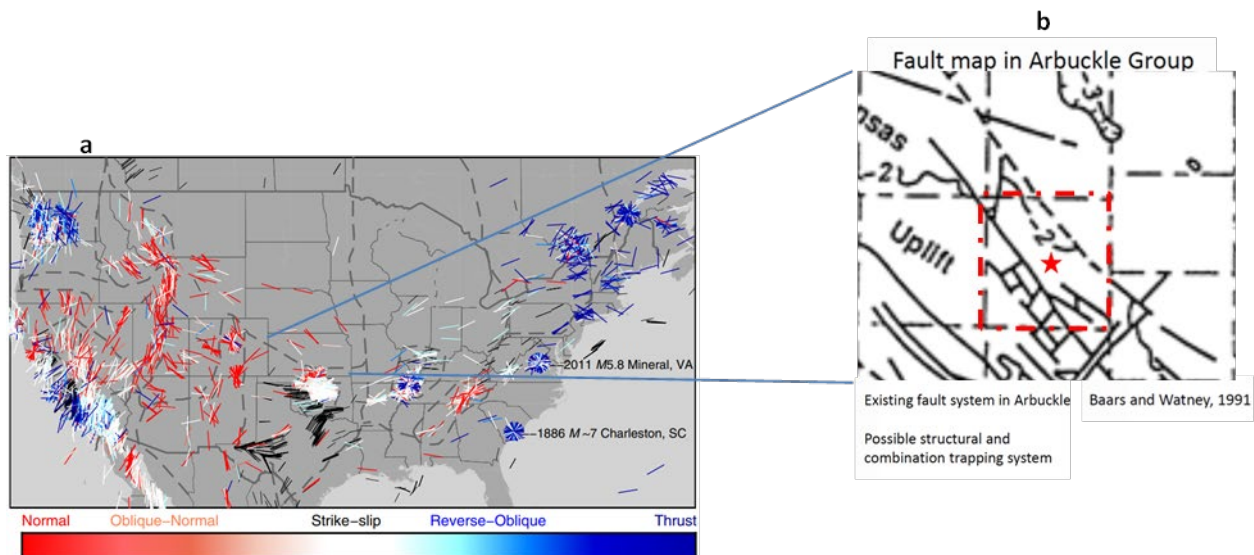 a
2011 M5.8 Mineral, VA
1886 M ~7 Charleston, SC
Normal Oblique–Normal Strike–slip Reverse–Oblique Thrust
b
Fault map in Arbuckle Group
nsas
2
3
0
Uplift
2
Existing fault system in Arbuckle
Possible structural and
combination trapping system
Baars and Watney, 1991